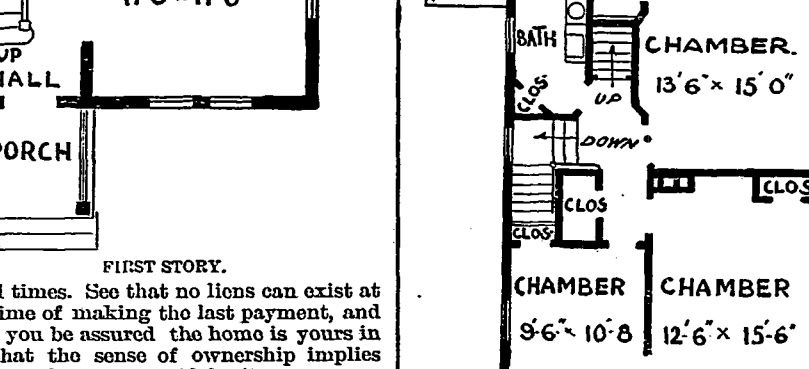 UP
HALL
PORCH
FIRST STORY.
times. See that no liens can exist at
time of making the last payment, and
you be assured the home is yours in
that the sense of ownership implies
BATH
CLOS
UP
CHAMBER.
13'6"x 15'0"
DOWN
CLOS
CLOS
CLOS
CHAMBER
9'-6"x 10'-8
CHAMBER
12'-6"x 15'-6"